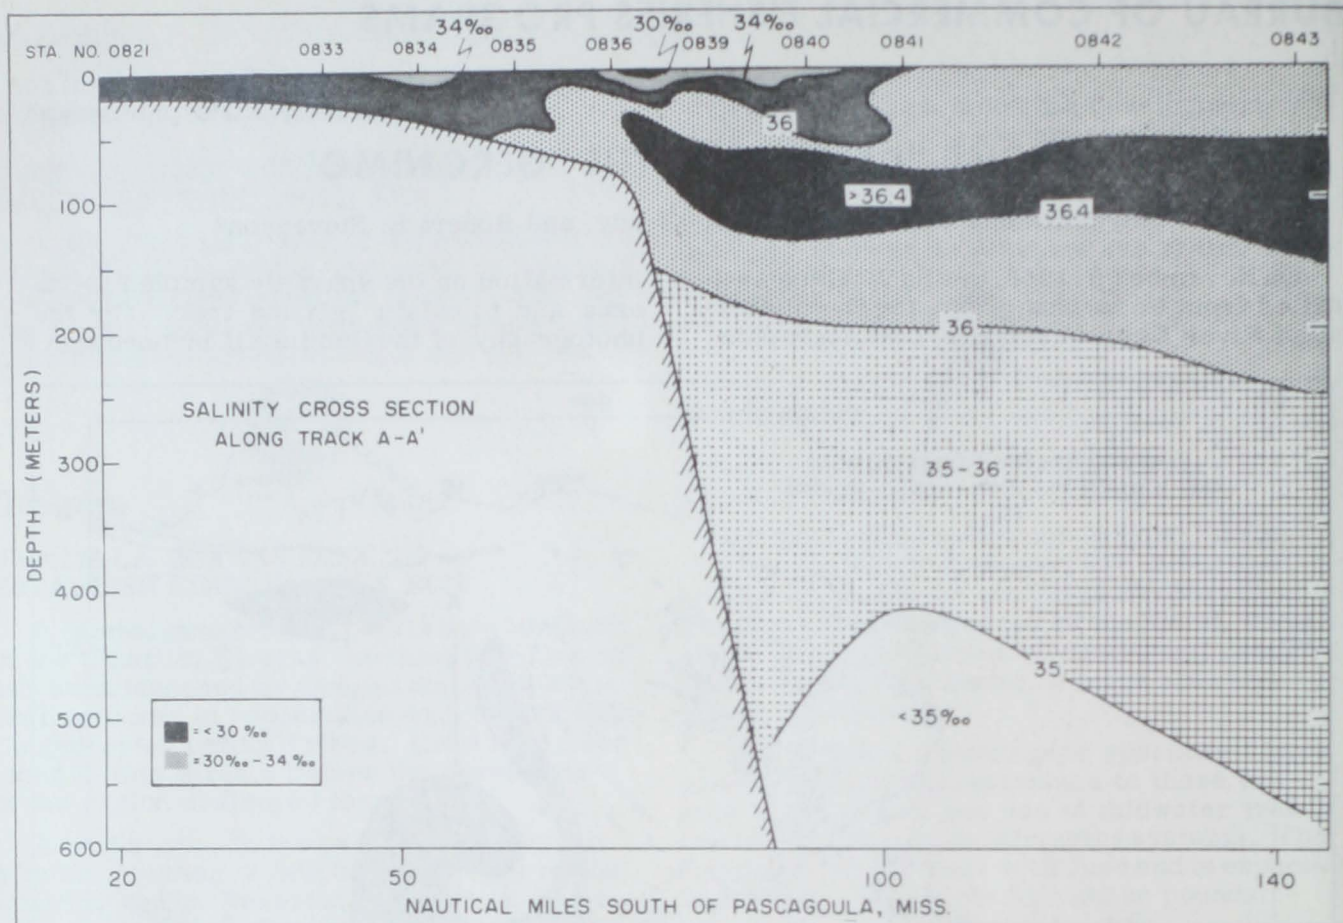 34‰ 30‰ 34‰
STA. NO. 0821 0833 0834 0835 0836 0839 0840 0841 0842 0843
0
36
100
>36.4
36.4
200
36
SALINITY CROSS SECTION
ALONG TRACK A-A'
300
35-36
400
35
500
<35‰
= <30‰
=30‰-34‰
600
20 50 100 140
DEPTH (METERS)
NAUTICAL MILES SOUTH OF PASCAGOULA, MISS.